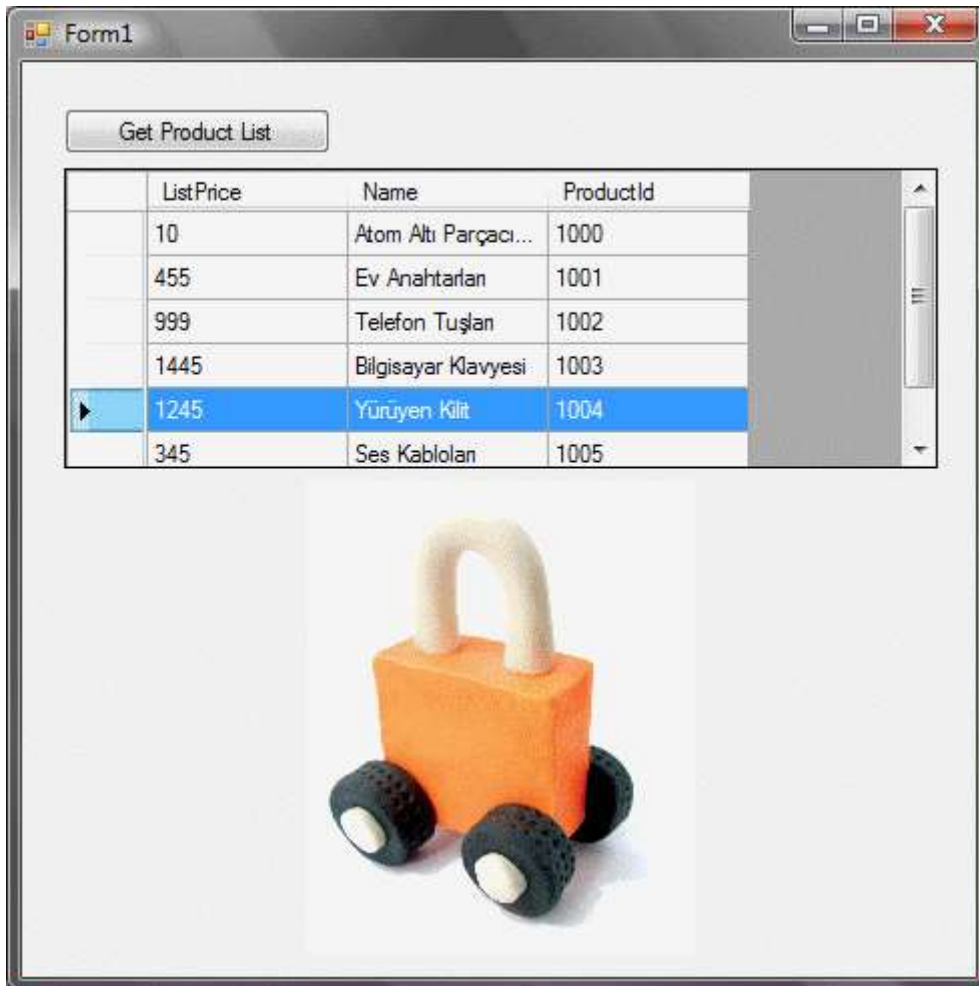 Form1
Get Product List
ListPrice Name ProductId
10 Atom Altı Parçacı... 1000
455 Ev Anahtarları 1001
999 Telefon Tuşları 1002
1445 Bilgisayar Klavyesi 1003
1245 Yürüyen Kilit 1004
345 Ses Kabloları 1005